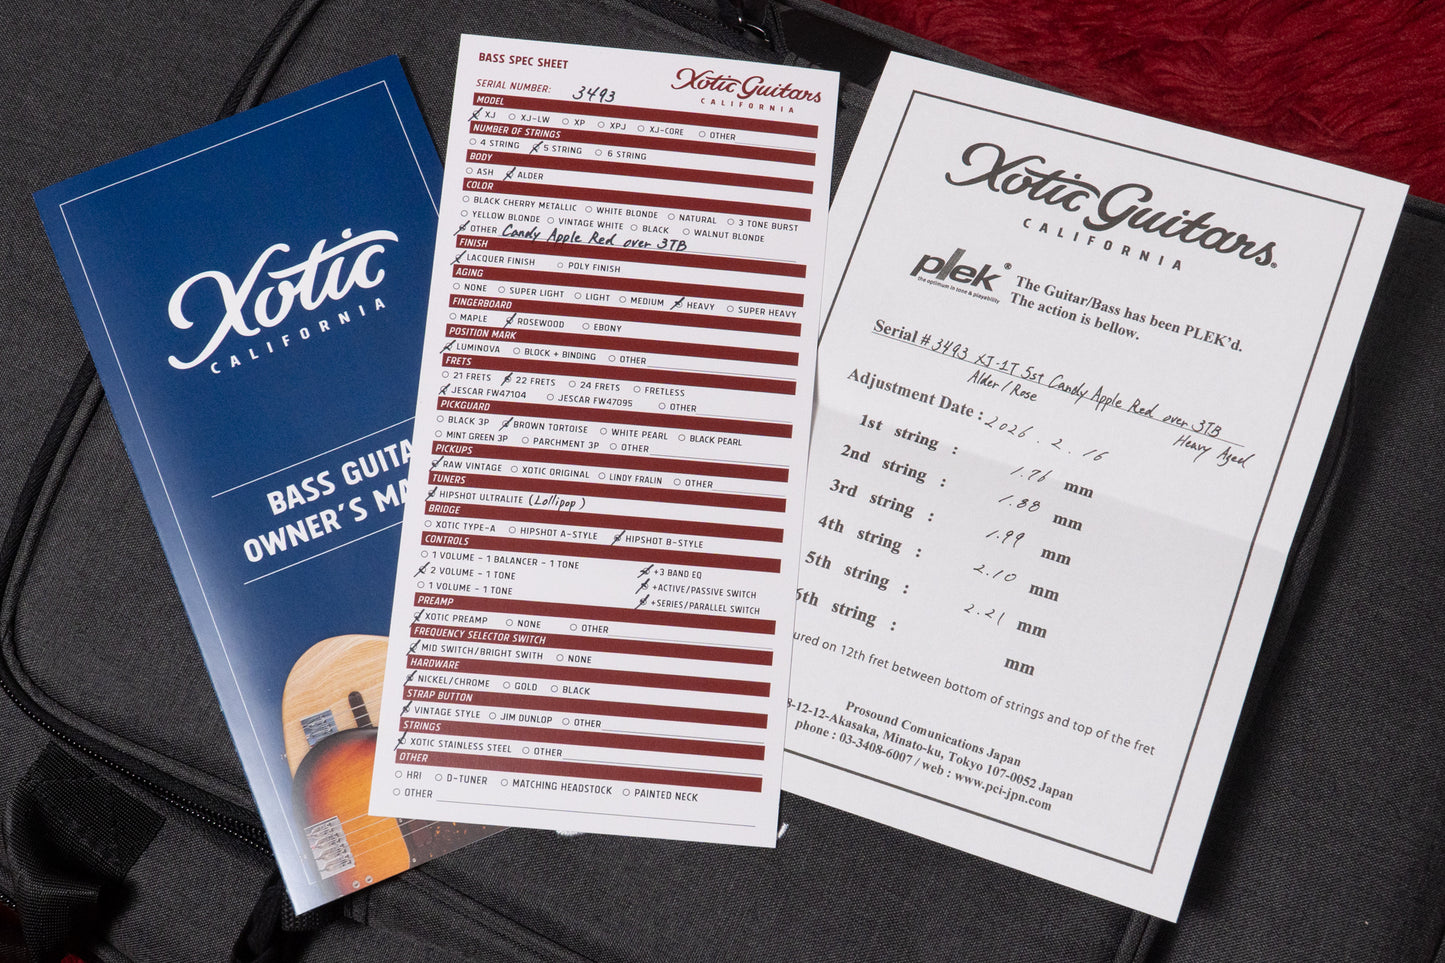 Xotic
CALIFORNIA
BASS GUITA
OWNER'S MA
BASS SPEC SHEET
Xotic Guitars
CALIFORNIA
SERIAL NUMBER: 3493
MODEL
XJ XJ-LW XP XPJ XJ-CORE OTHER
NUMBER OF STRINGS
4 STRING 5 STRING 6 STRING
BODY
ASH ALDER
COLOR
BLACK CHERRY METALLIC WHITE BLONDE NATURAL 3 TONE BURST
YELLOW BLONDE VINTAGE WHITE BLACK WALNUT BLONDE
OTHER Candy Apple Red over 3TB
FINISH
LACQUER FINISH POLY FINISH
AGING
NONE SUPER LIGHT LIGHT MEDIUM HEAVY SUPER HEAVY
FINGERBOARD
MAPLE ROSEWOOD EBONY
POSITION MARK
LUMINOVA BLOCK + BINDING OTHER
FRETS
21 FRETS 22 FRETS 24 FRETS FRETLESS
JESCAR FW47104 JESCAR FW47095 OTHER
PICKGUARD
BLACK 3P BROWN TORTOISE WHITE PEARL BLACK PEARL
MINT GREEN 3P PARCHMENT 3P OTHER
PICKUPS
RAW VINTAGE XOTIC ORIGINAL LINDY FRALIN OTHER
TUNERS
HIPSHOT ULTRALITE (Lollipop)
BRIDGE
XOTIC TYPE-A HIPSHOT A-STYLE HIPSHOT B-STYLE
CONTROLS
1 VOLUME - 1 BALANCER - 1 TONE +3 BAND EQ
2 VOLUME - 1 TONE +ACTIVE/PASSIVE SWITCH
1 VOLUME - 1 TONE +SERIES/PARALLEL SWITCH
PREAMP
XOTIC PREAMP NONE OTHER
FREQUENCY SELECTOR SWITCH
MID SWITCH/BRIGHT SWITH NONE
HARDWARE
NICKEL/CHROME GOLD BLACK
STRAP BUTTON
VINTAGE STYLE JIM DUNLOP OTHER
STRINGS
XOTIC STAINLESS STEEL OTHER
OTHER
HRI D-TUNER MATCHING HEADSTOCK PAINTED NECK
OTHER
Xotic Guitars®
CALIFORNIA
plek®
the optimum in tone & playability
The Guitar/Bass has been PLEK'd.
The action is bellow.
Serial # 3493 XJ-1T 5st Candy Apple Red over 3TB
Alder/Rose Heavy Aged
Adjustment Date : 2026. 2. 16
1st string : 1.76 mm
2nd string : 1.88 mm
3rd string : 1.99 mm
4th string : 2.10 mm
5th string : 2.21 mm
6th string : mm
ured on 12th fret between bottom of strings and top of the fret
Prosound Comunications Japan
8-12-12-Akasaka, Minato-ku, Tokyo 107-0052 Japan
phone : 03-3408-6007 / web : www.pci-jpn.com